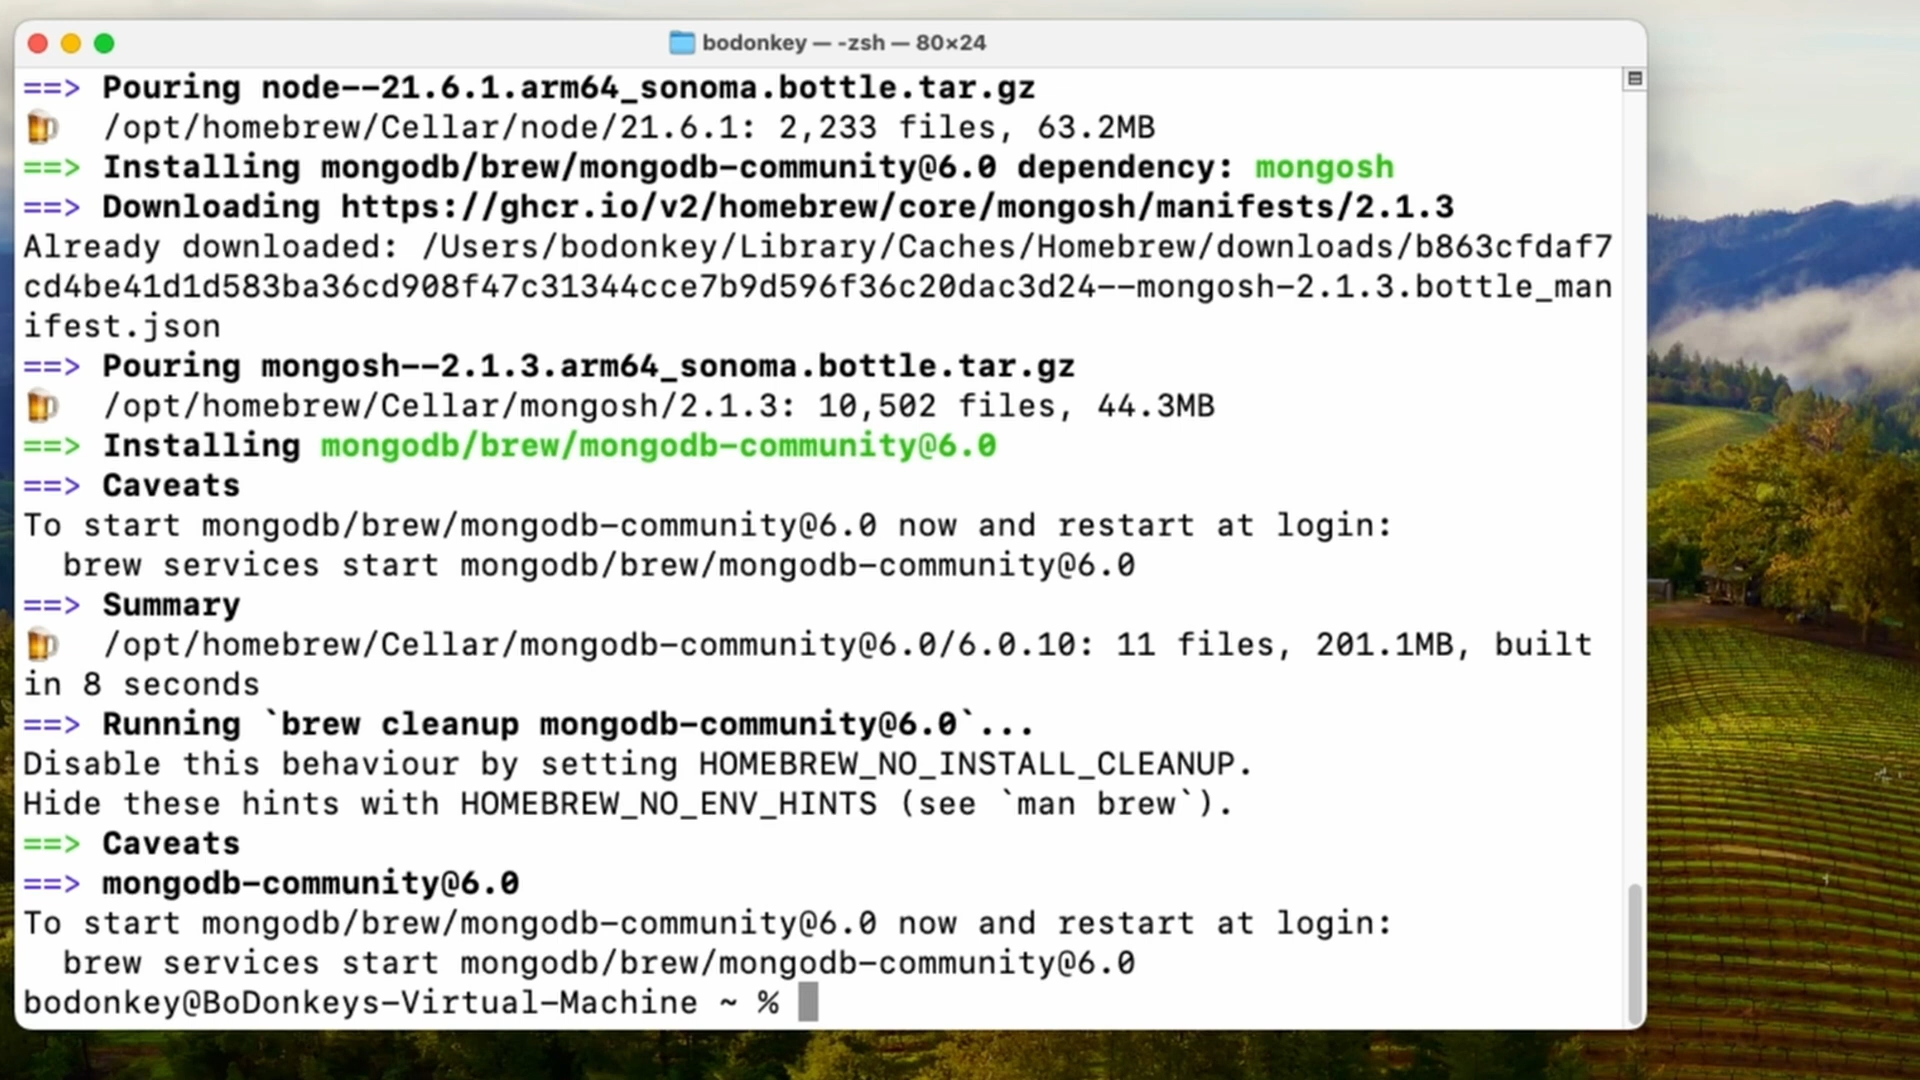 bodonkey — -zsh — 80×24
==> Pouring node--21.6.1.arm64_sonoma.bottle.tar.gz
🍺  /opt/homebrew/Cellar/node/21.6.1: 2,233 files, 63.2MB
==> Installing mongodb/brew/mongodb-community@6.0 dependency: mongosh
==> Downloading https://ghcr.io/v2/homebrew/core/mongosh/manifests/2.1.3
Already downloaded: /Users/bodonkey/Library/Caches/Homebrew/downloads/b863cfdaf7
cd4be41d1d583ba36cd908f47c31344cce7b9d596f36c20dac3d24--mongosh-2.1.3.bottle_man
ifest.json
==> Pouring mongosh--2.1.3.arm64_sonoma.bottle.tar.gz
🍺  /opt/homebrew/Cellar/mongosh/2.1.3: 10,502 files, 44.3MB
==> Installing mongodb/brew/mongodb-community@6.0
==> Caveats
To start mongodb/brew/mongodb-community@6.0 now and restart at login:
  brew services start mongodb/brew/mongodb-community@6.0
==> Summary
🍺  /opt/homebrew/Cellar/mongodb-community@6.0/6.0.10: 11 files, 201.1MB, built
in 8 seconds
==> Running `brew cleanup mongodb-community@6.0`...
Disable this behaviour by setting HOMEBREW_NO_INSTALL_CLEANUP.
Hide these hints with HOMEBREW_NO_ENV_HINTS (see `man brew`).
==> Caveats
==> mongodb-community@6.0
To start mongodb/brew/mongodb-community@6.0 now and restart at login:
  brew services start mongodb/brew/mongodb-community@6.0
bodonkey@BoDonkeys-Virtual-Machine ~ %